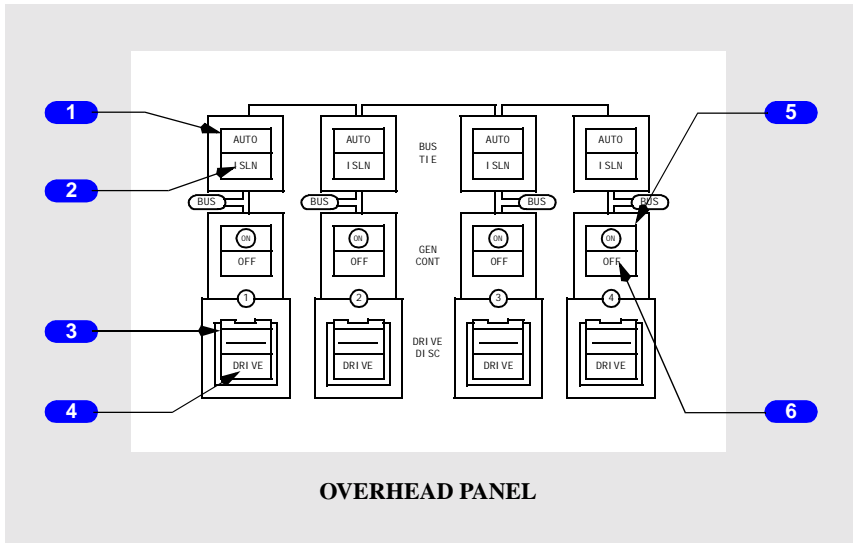 1
5
AUTO AUTO AUTO AUTO
BUS
TIE
ISLN ISLN ISLN ISLN
2
BUS BUS BUS BUS
ON ON ON ON
GEN
CONT
OFF OFF OFF OFF
1 2 3 4
3
DRIVE
DISC
DRIVE DRIVE DRIVE DRIVE
4
6
OVERHEAD PANEL